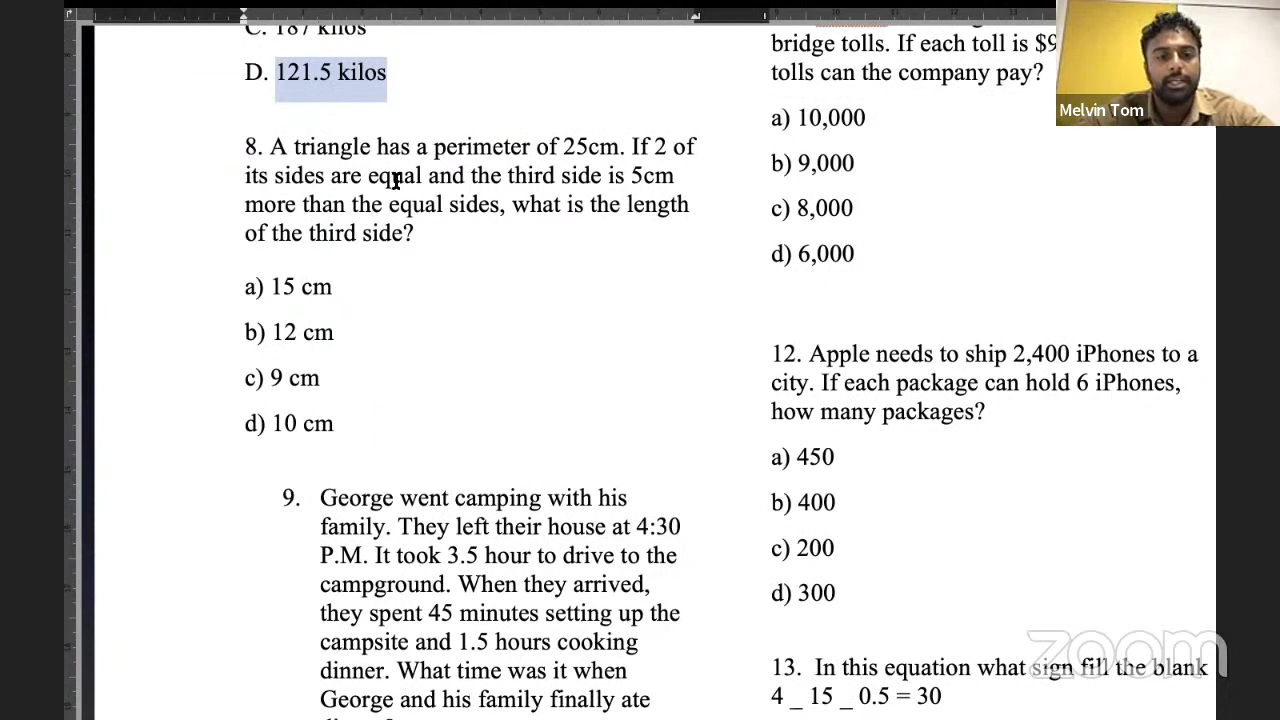 C. 187 kilos
D. 121.5 kilos
8. A triangle has a perimeter of 25cm. If 2 of
its sides are equal and the third side is 5cm
more than the equal sides, what is the length
of the third side?
a) 15 cm
b) 12 cm
c) 9 cm
d) 10 cm
9. George went camping with his
family. They left their house at 4:30
P.M. It took 3.5 hour to drive to the
campground. When they arrived,
they spent 45 minutes setting up the
campsite and 1.5 hours cooking
dinner. What time was it when
George and his family finally ate
bridge tolls. If each toll is $9
tolls can the company pay?
a) 10,000
b) 9,000
c) 8,000
d) 6,000
12. Apple needs to ship 2,400 iPhones to a
city. If each package can hold 6 iPhones,
how many packages?
a) 450
b) 400
c) 200
d) 300
13. In this equation what sign fill the blank
4 _ 15 _ 0.5 = 30
Melvin Tom
zoom